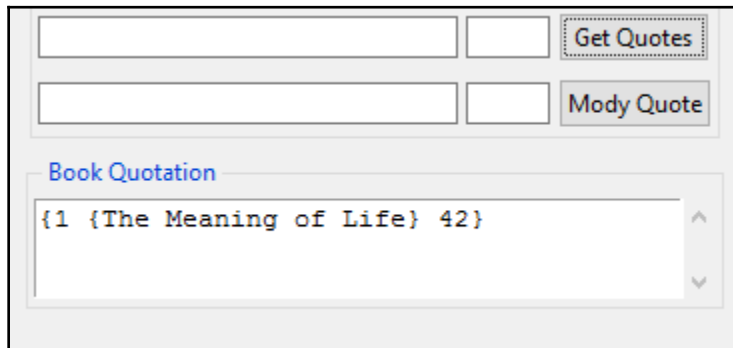 Get Quotes
Mody Quote
Book Quotation
{1 {The Meaning of Life} 42}